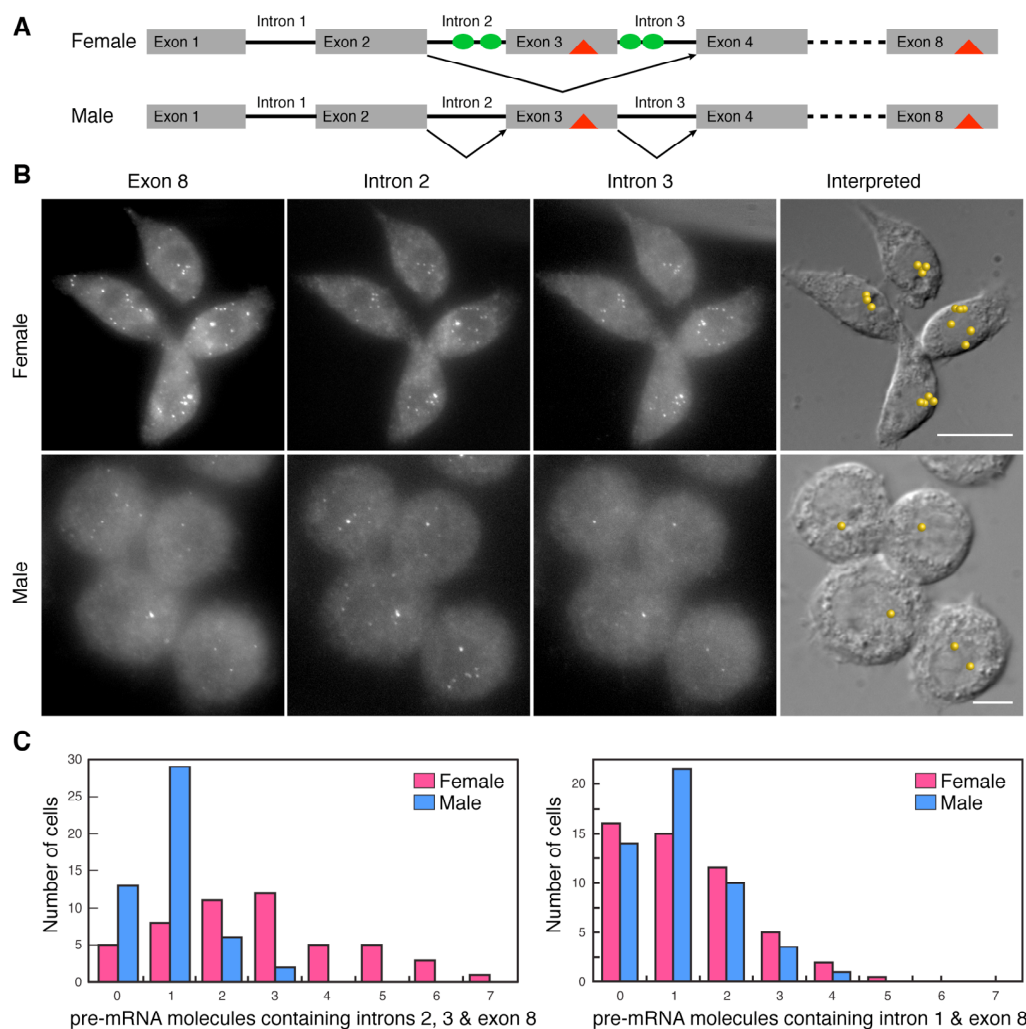 A
Intron 1 Intron 2 Intron 3
Female Exon 1 Exon 2 Exon 3 Exon 4 Exon 8
Intron 1 Intron 2 Intron 3
Male Exon 1 Exon 2 Exon 3 Exon 4 Exon 8
B
Exon 8 Intron 2 Intron 3 Interpreted
Female
Male
C
Number of cells
30
25
20
15
10
5
0
Female
Male
0 1 2 3 4 5 6 7
pre-mRNA molecules containing introns 2, 3 & exon 8
Number of cells
20
15
10
5
0
Female
Male
0 1 2 3 4 5 6 7
pre-mRNA molecules containing intron 1 & exon 8